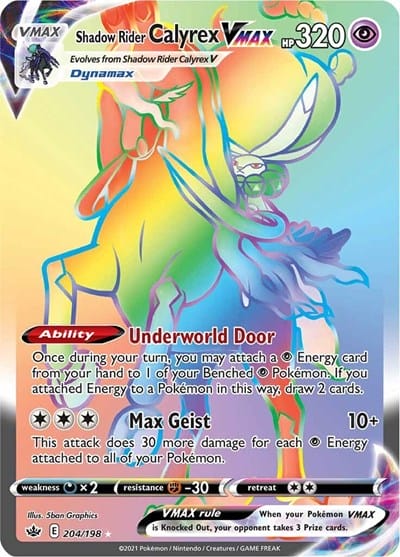 VMAX
Shadow Rider Calyrex VMAX HP 320
Evolves from Shadow Rider Calyrex V
Dynamax
Ability Underworld Door
Once during your turn, you may attach a Energy card
from your hand to 1 of your Benched Pokémon. If you
attached Energy to a Pokémon in this way, draw 2 cards.
Max Geist 10+
This attack does 30 more damage for each Energy
attached to all of your Pokémon.
weakness ×2 resistance -30 retreat
Illus. 5ban Graphics
E 204/198
VMAX rule When your Pokémon VMAX
is Knocked Out, your opponent takes 3 Prize cards.
©2021 Pokémon / Nintendo / Creatures / GAME FREAK